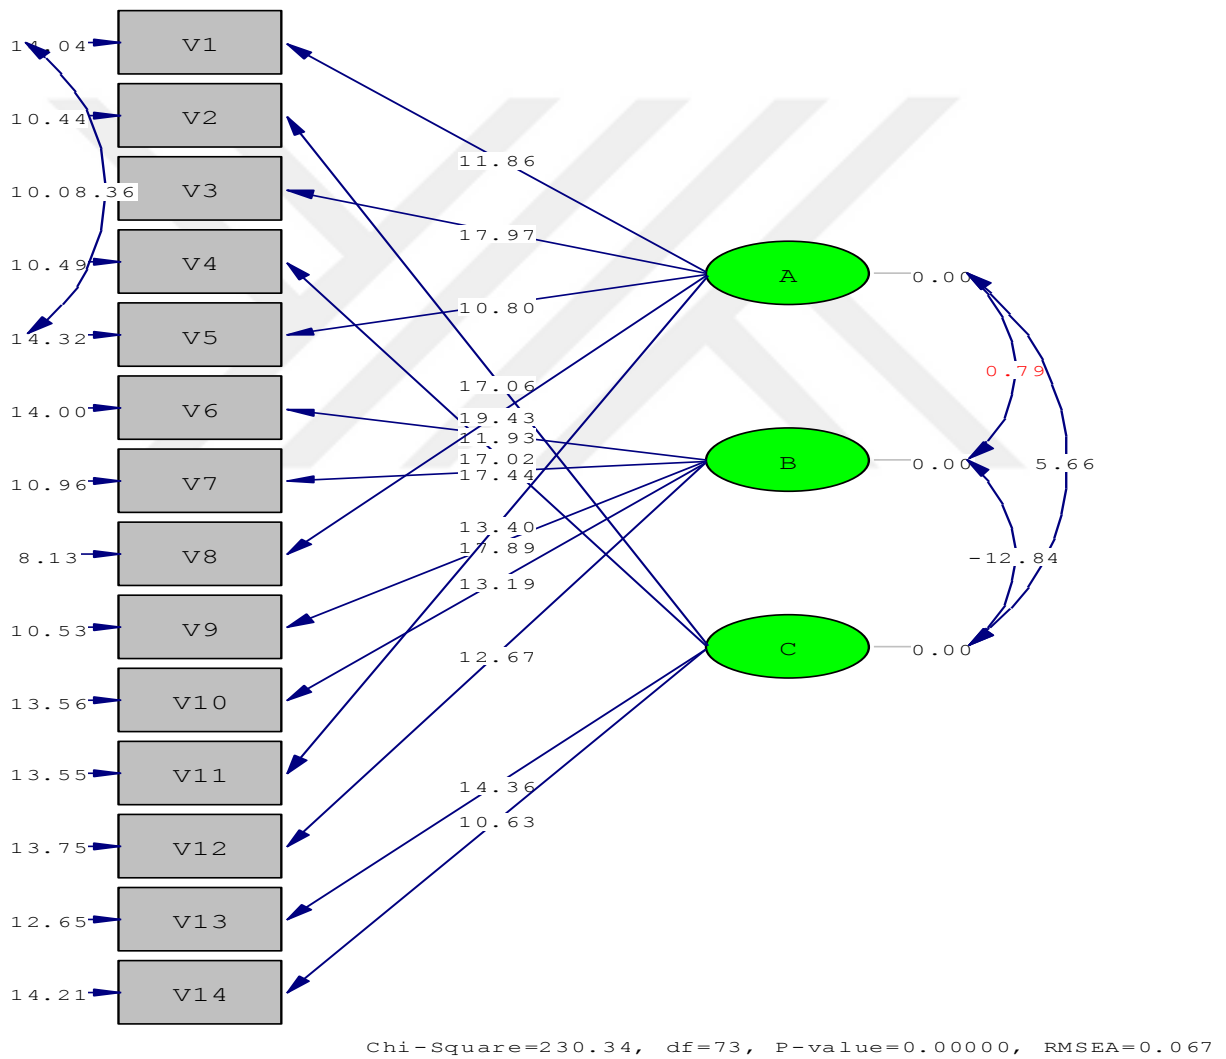 14.04 V1
10.44 V2
11.86
10.08.36 V3
17.97
10.49 V4
A 0.00
10.80
14.32 V5
0.79
17.06
14.00 V6
19.43
11.93
17.02
B 0.00 5.66
17.44
10.96 V7
13.40
17.89
8.13 V8
-12.84
13.19
10.53 V9
C 0.00
12.67
13.56 V10
13.55 V11
14.36
10.63
13.75 V12
12.65 V13
14.21 V14
Chi-Square=230.34, df=73, P-value=0.00000, RMSEA=0.067